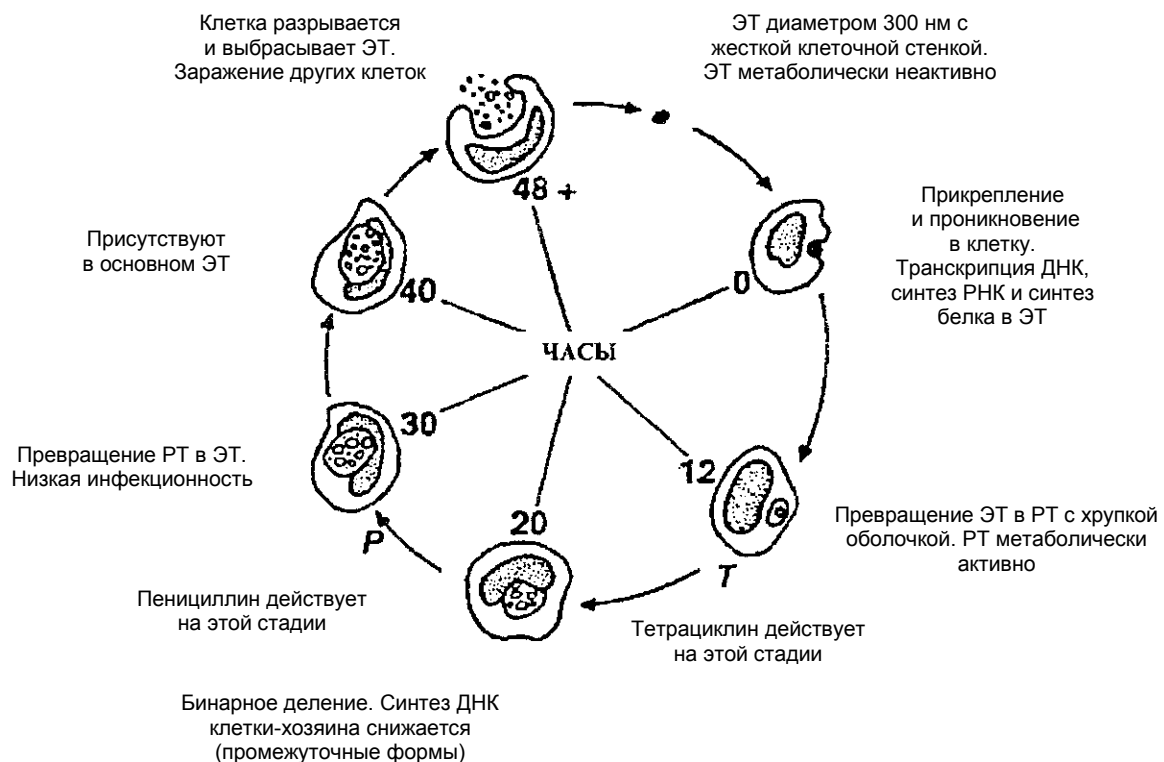 Клетка разрывается
и выбрасывает ЭТ.
Заражение других клеток
ЭТ диаметром 300 нм с
жесткой клеточной стенкой.
ЭТ метаболически неактивно
48 +
Прикрепление
и проникновение
в клетку.
Транскрипция ДНК,
синтез РНК и синтез
белка в ЭТ
0
Присутствуют
в основном ЭТ
40
ЧАСЫ
30
Превращение РТ в ЭТ.
Низкая инфекционность
12
Превращение ЭТ в РТ с хрупкой
оболочкой. РТ метаболически
активно
20
P
T
Пенициллин действует
на этой стадии
Тетрациклин действует
на этой стадии
Бинарное деление. Синтез ДНК
клетки-хозяина снижается
(промежуточные формы)